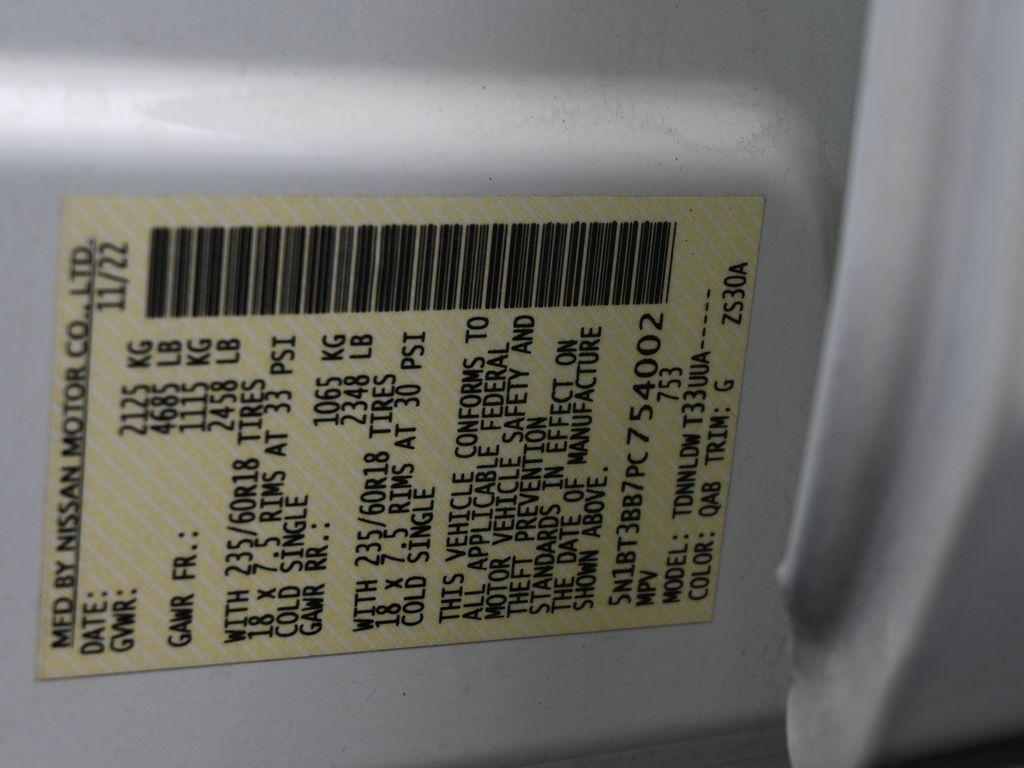 MFD BY NISSAN MOTOR CO., LTD.
DATE: 11/22
GVWR: 2125 KG
4685 LB
GAWR FR.: 1115 KG
2458 LB
WITH 235/60R18 TIRES
18 x 7.5 RIMS AT 33 PSI
COLD SINGLE
GAWR RR.: 1065 KG
2348 LB
WITH 235/60R18 TIRES
18 x 7.5 RIMS AT 30 PSI
COLD SINGLE
THIS VEHICLE CONFORMS TO
ALL APPLICABLE FEDERAL
MOTOR VEHICLE SAFETY AND
THEFT PREVENTION
STANDARDS IN EFFECT ON
THE DATE OF MANUFACTURE
SHOWN ABOVE.
5N1BT3BB7PC754002
MPV 753
MODEL: TDNNLDWT33UUA-----
COLOR: QAB TRIM: G ZS30A